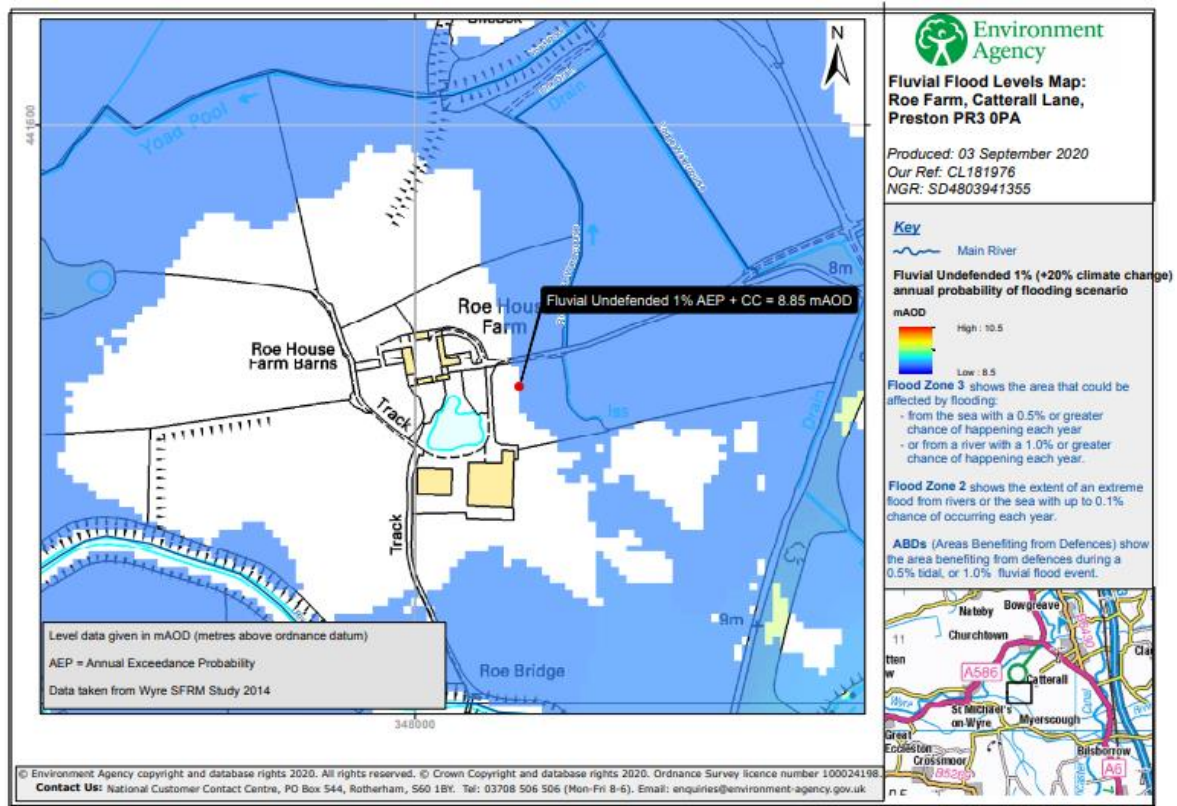 Environment
Agency
Fluvial Flood Levels Map:
Roe Farm, Catterall Lane,
Preston PR3 0PA
Produced: 03 September 2020
Our Ref: CL181976
NGR: SD4803941355
Key
Main River
Fluvial Undefended 1% (+20% climate change)
annual probability of flooding scenario
mAOD
High : 10.5
Low : 8.5
Flood Zone 3 shows the area that could be
affected by flooding:
- from the sea with a 0.5% or greater
chance of happening each year
- or from a river with a 1.0% or greater
chance of happening each year.
Flood Zone 2 shows the extent of an extreme
flood from rivers or the sea with up to 0.1%
chance of occurring each year.
ABDs (Areas Benefiting from Defences) show
the area benefiting from defences during a
0.5% tidal, or 1.0% fluvial flood event.
N
441600
Yoad Pool
Drain
8m
Fluvial Undefended 1% AEP + CC = 8.85 mAOD
Roe House
Farm
Roe House
Farm Barns
Track
Iss
Drain
Track
9m
Roe Bridge
Level data given in mAOD (metres above ordnance datum)
AEP = Annual Exceedance Probability
Data taken from Wyre SFRM Study 2014
348000
Nateby
Bowgreave
Churchtown
11
A586
Catterall
St Michael's
on-Wyre
Myerscough
Canal
Great
Eccleston
Crossmoor
Bilsborrow
A6
© Environment Agency copyright and database rights 2020. All rights reserved. © Crown Copyright and database rights 2020. Ordnance Survey licence number 100024198.
Contact Us: National Customer Contact Centre, PO Box 544, Rotherham, S60 1BY. Tel: 03708 506 506 (Mon-Fri 8-6). Email: enquiries@environment-agency.gov.uk